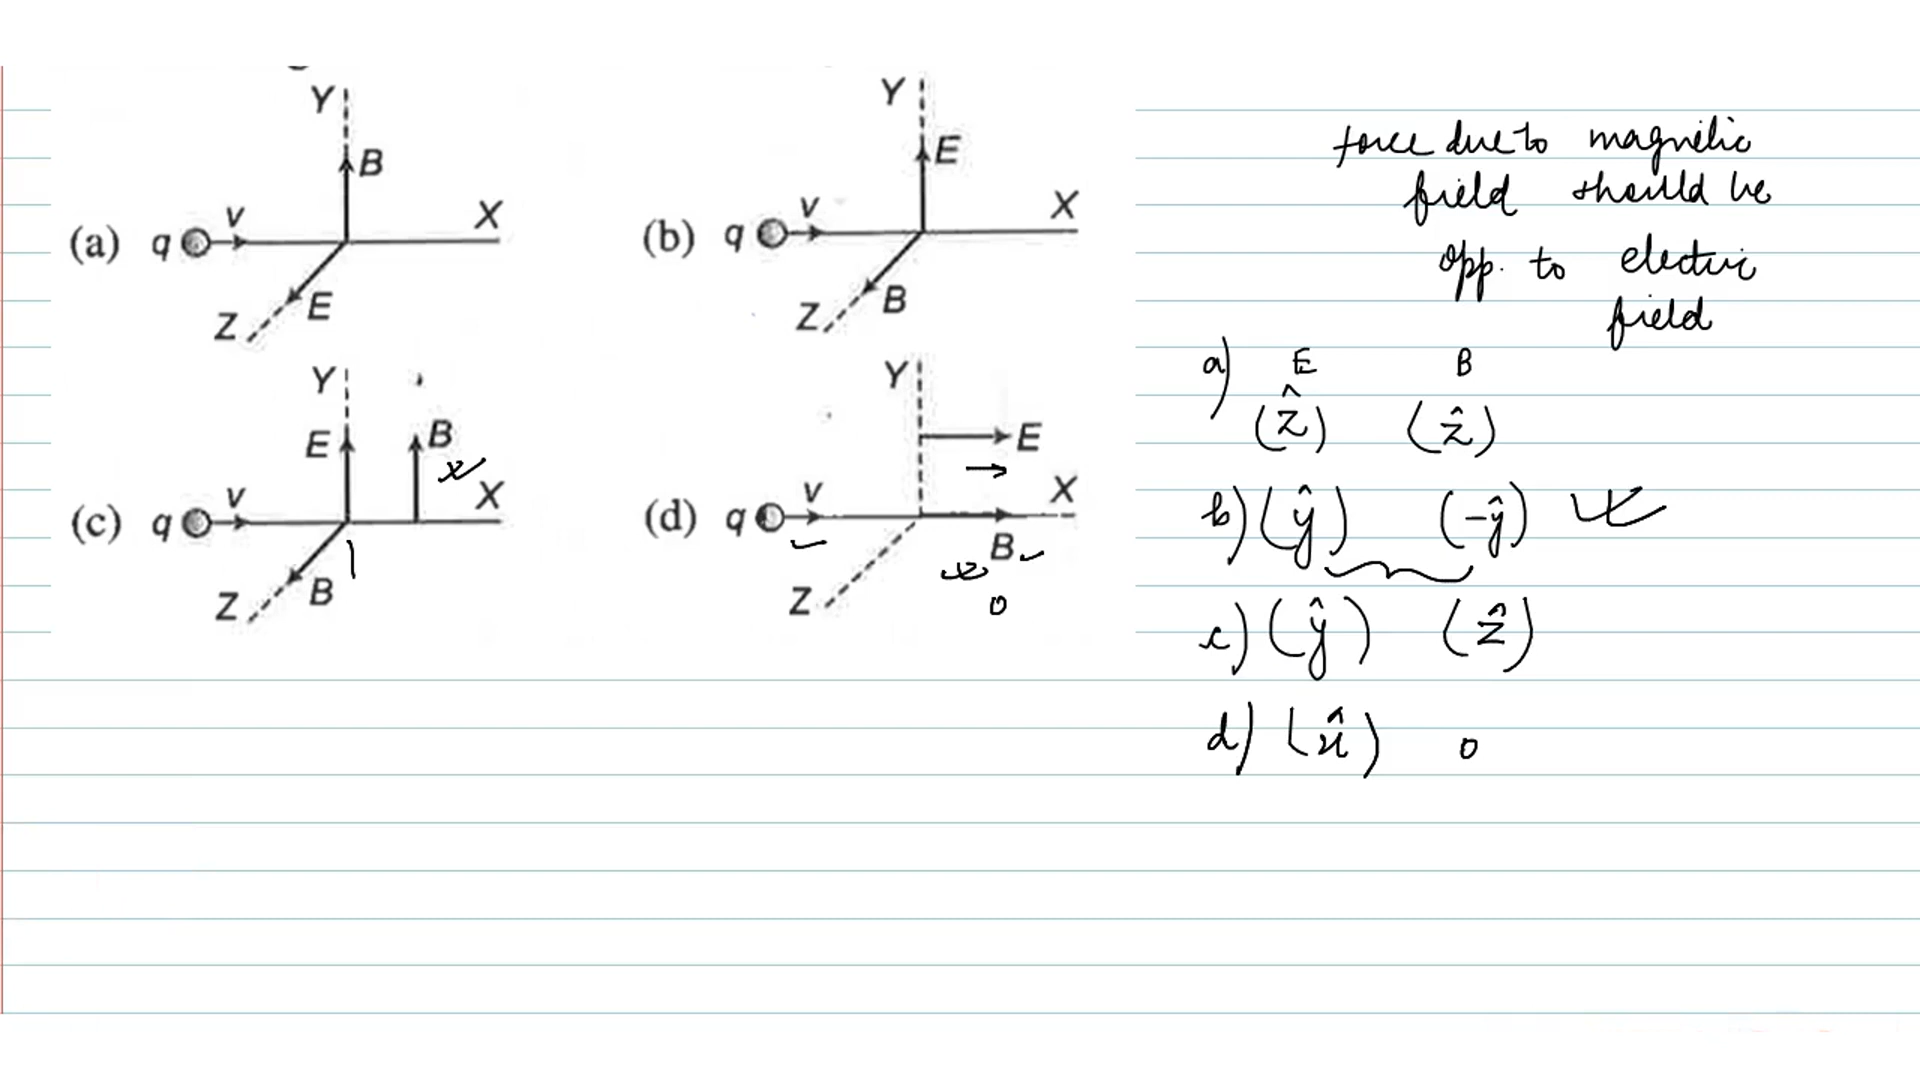 Y
B
v
X
(a) q
E
Z
Y
E
v
X
(b) q
B
Z
Y
E
B
v
X
(c) q
B
Z
Y
E
→
v
X
(d) q
B
0
Z
force due to magnetic
field should be
opp. to electric
field
a) E B
(ẑ) (ẑ)
b) (ŷ) (-ŷ)
c) (ŷ) (ẑ)
d) (x̂) 0